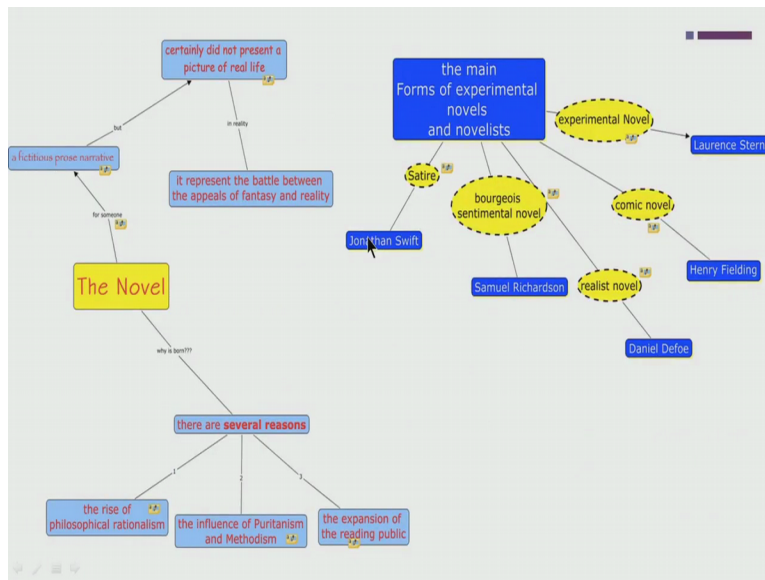 certainly did not present a
picture of real life
but
in reality
a fictitious prose narrative
it represent the battle between
the appeals of fantasy and reality
for someone
The Novel
why is born???
there are several reasons
1
2
3
the rise of
philosophical rationalism
the influence of Puritanism
and Methodism
the expansion of
the reading public
the main
Forms of experimental
novels
and novelists
experimental Novel
Laurence Stern
Satire
Jonathan Swift
bourgeois
sentimental novel
Samuel Richardson
comic novel
Henry Fielding
realist novel
Daniel Defoe